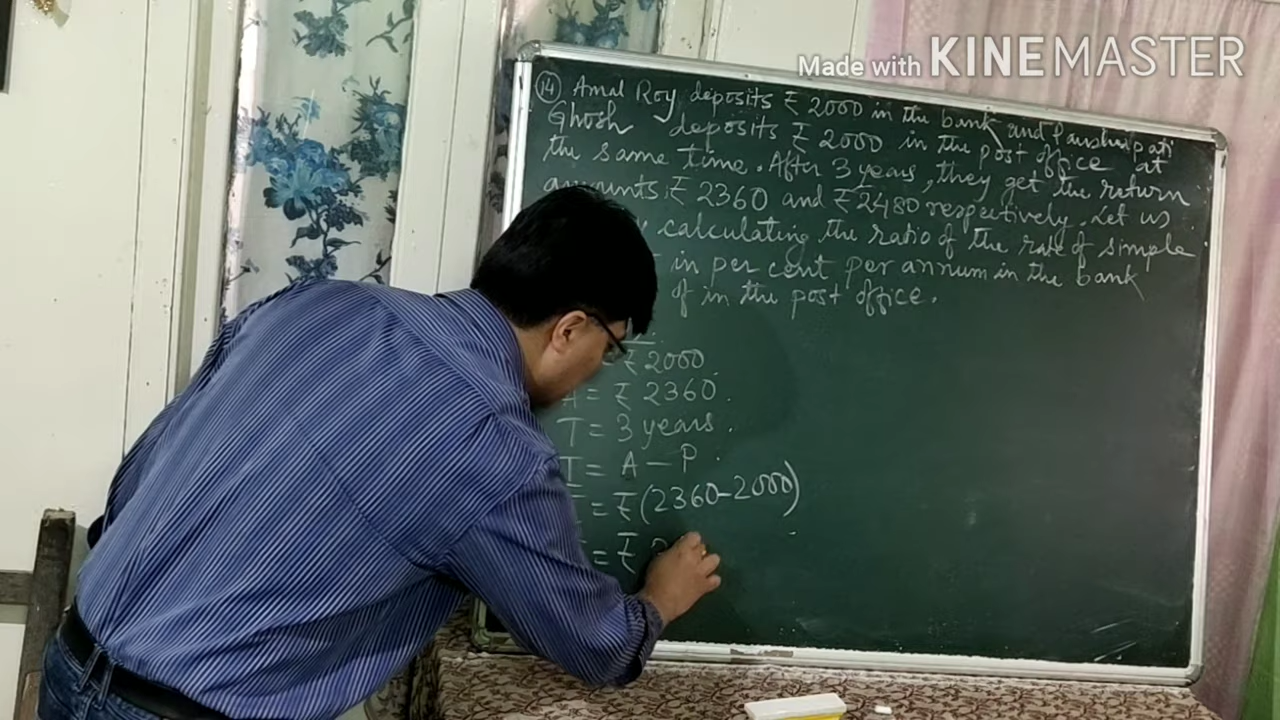 Made with KINEMASTER
14 Amal Roy deposits ₹ 2000 in the bank and Pashupati
Ghosh deposits ₹ 2000 in the post office at
the same time. After 3 years, they get the return
amounts ₹ 2360 and ₹ 2480 respectively. Let us
calculating the ratio of the rate of simple
in per cent per annum in the bank
of in the post office.
= ₹ 2000.
A = ₹ 2360.
T = 3 years.
I = A – P.
= ₹ (2360 – 2000)
= ₹